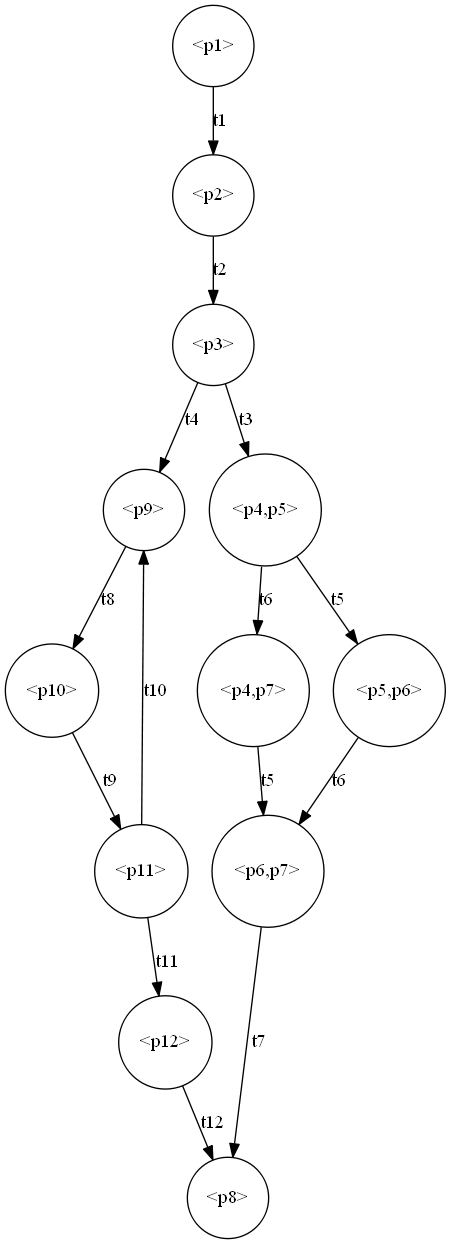 <p1>
t1
<p2>
t2
<p3>
t4
t3
<p9>
<p4,p5>
t8
t6
t5
<p10>
t10
<p4,p7>
<p5,p6>
t9
t5
t6
<p11>
<p6,p7>
t11
<p12>
t7
t12
<p8>